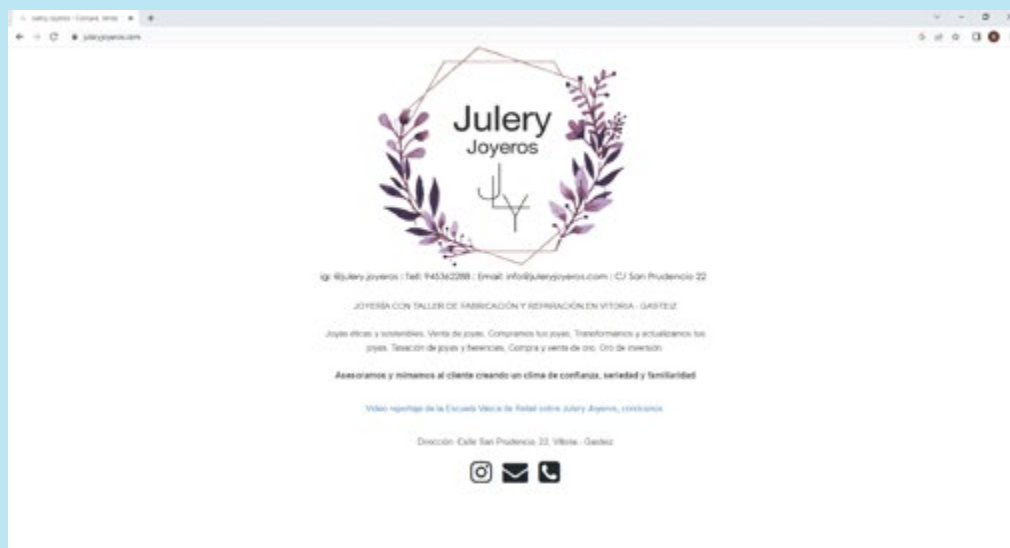 juleryjoyeros.com
Julery
Joyeros
JLY
ig: @julery.joyeros | Telf: 945362288 | Email: info@juleryjoyeros.com | C/ San Prudencio 22
JOYERÍA CON TALLER DE FABRICACIÓN Y REPARACIÓN EN VITORIA - GASTEIZ
Joyas éticas y sostenibles. Venta de joyas. Compramos tus joyas. Transformamos y actualizamos tus
joyas. Tasación de joyas y herencias. Compra y venta de oro. Oro de inversión.
Asesoramos y mimamos al cliente creando un clima de confianza, seriedad y familiaridad
Video reportaje de la Escuela Vasca de Retail sobre Julery Joyeros, conócenos
Dirección: Calle San Prudencio, 22, Vitoria - Gasteiz